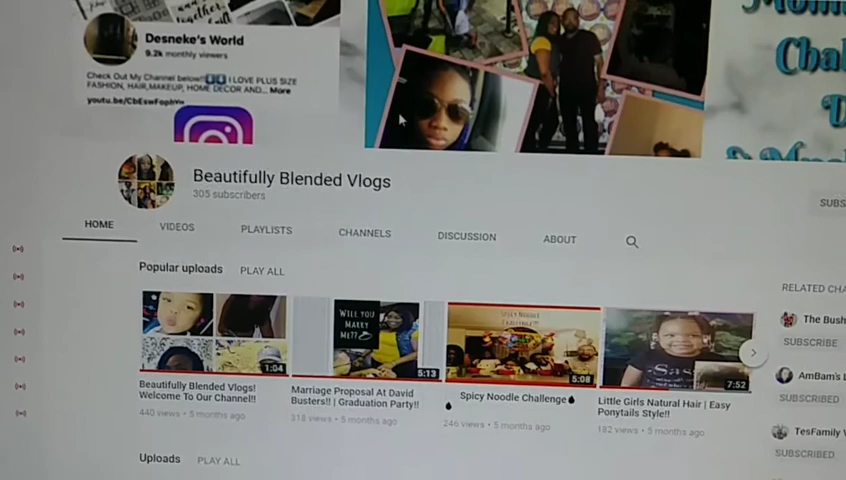 Desneke's World
9.2k monthly viewers
Check Out My Channel below!! I LOVE PLUS SIZE
FASHION, HAIR,MAKEUP, HOME DECOR AND... More
Beautifully Blended Vlogs
305 subscribers
SUBS
HOME
VIDEOS
PLAYLISTS
CHANNELS
DISCUSSION
ABOUT
Popular uploads
PLAY ALL
RELATED CHA
WILL YOU
MARRY
ME??
SPICY NOODLE
CHALLENGE!!
1:04
5:13
5:08
7:52
Beautifully Blended Vlogs!
Welcome To Our Channel!!
440 views • 5 months ago
Marriage Proposal At David
Busters!! | Graduation Party!!
318 views • 5 months ago
Spicy Noodle Challenge
246 views • 5 months ago
Little Girls Natural Hair | Easy
Ponytails Style!!
182 views • 5 months ago
The Bush
SUBSCRIBE
AmBam's L
SUBSCRIBED
TesFamily V
SUBSCRIBED
Uploads
PLAY ALL